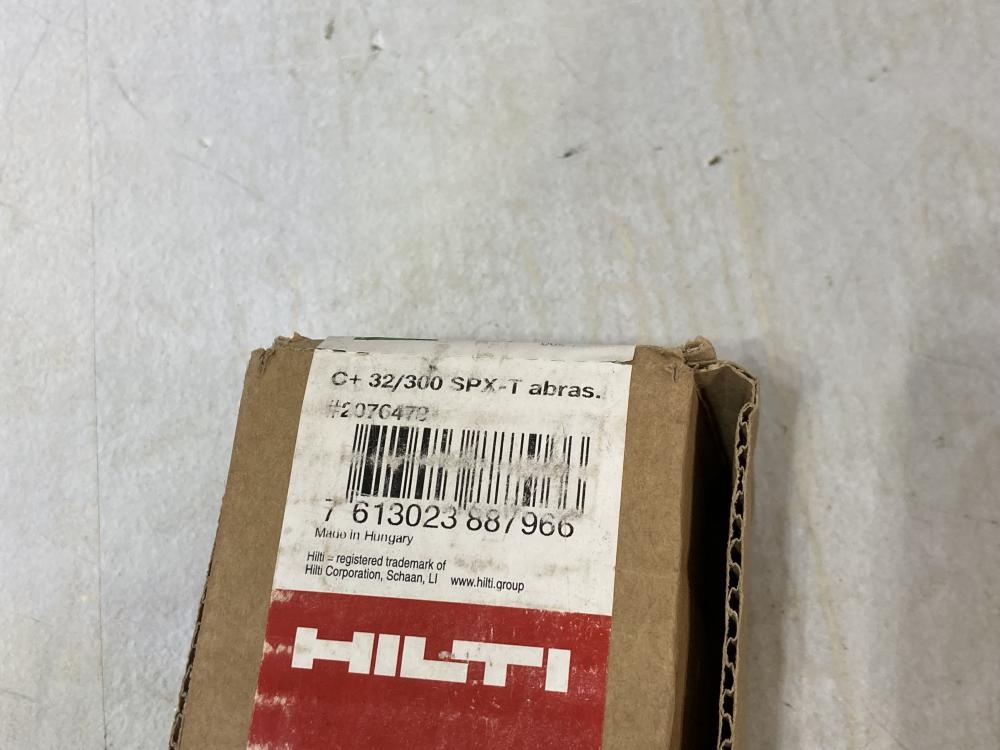 C+ 32/300 SPX-T abras.
#2076478
7 613023 887966
Made in Hungary
Hilti = registered trademark of
Hilti Corporation, Schaan, LI www.hilti.group
HILTI